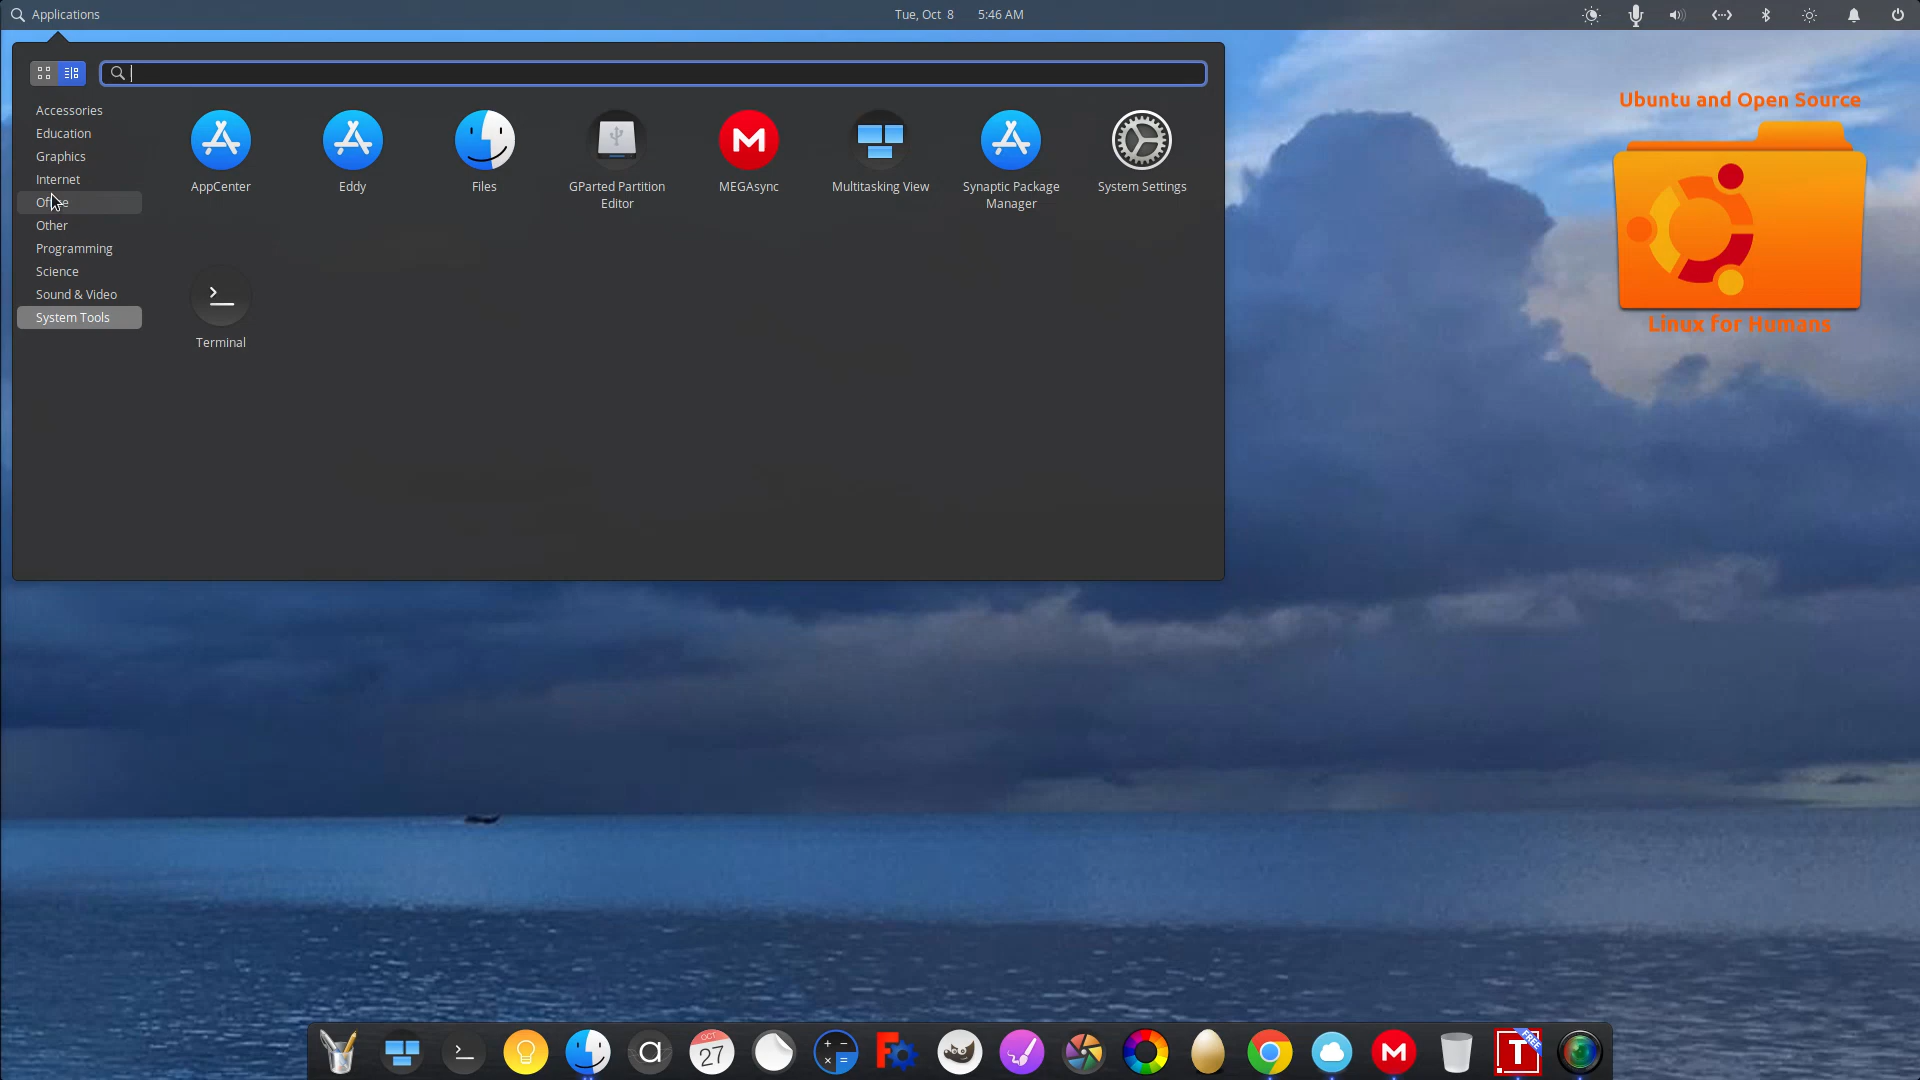 Applications
Tue, Oct 8 5:46 AM
Accessories
Education
Graphics
Internet
Office
Other
Programming
Science
Sound & Video
System Tools
AppCenter
Eddy
Files
GParted Partition
Editor
M
MEGAsync
Multitasking View
Synaptic Package
Manager
System Settings
>_
Terminal
Ubuntu and Open Source
Linux for Humans
>_
a
OCT
27
+ −
× =
M
T
FREE